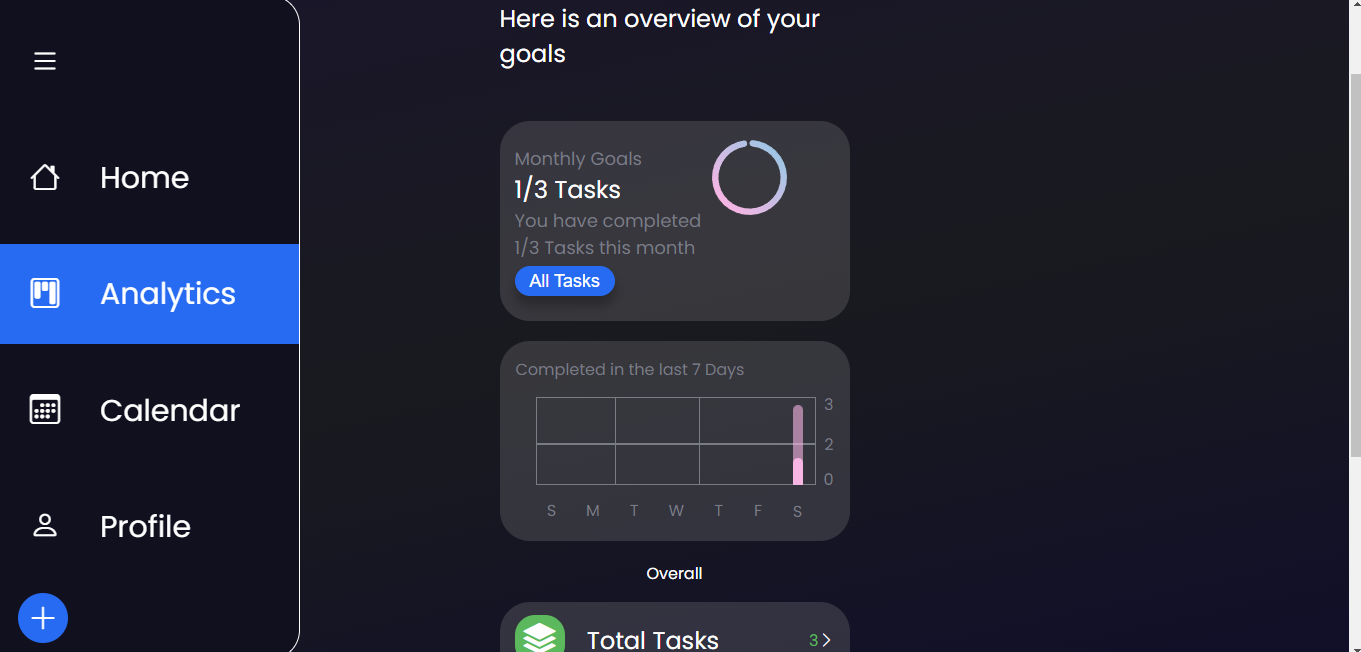 Home
Analytics
Calendar
Profile
Here is an overview of your
goals
Monthly Goals
1/3 Tasks
You have completed
1/3 Tasks this month
All Tasks
Completed in the last 7 Days
3
2
0
S M T W T F S
Overall
Total Tasks 3